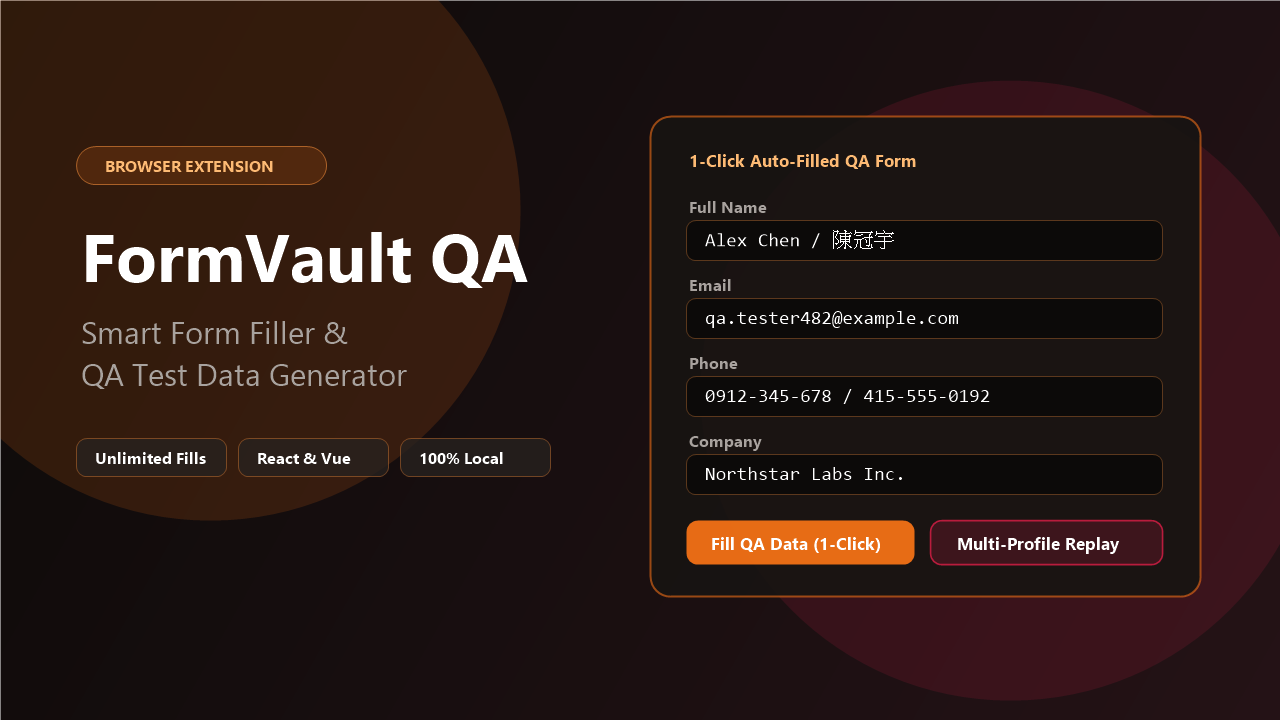 BROWSER EXTENSION
FormVault QA
Smart Form Filler &
QA Test Data Generator
Unlimited Fills
React & Vue
100% Local
1-Click Auto-Filled QA Form
Full Name
Alex Chen / 陳冠宇
Email
qa.tester482@example.com
Phone
0912-345-678 / 415-555-0192
Company
Northstar Labs Inc.
Fill QA Data (1-Click)
Multi-Profile Replay